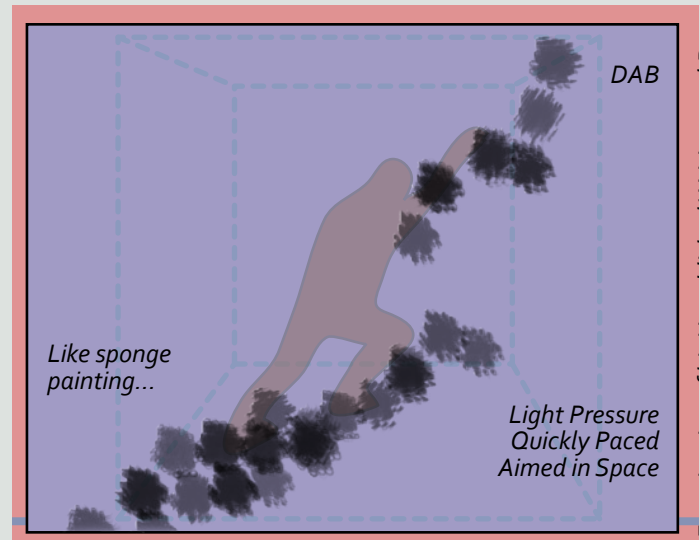 DAB
Like sponge
painting...
Light Pressure
Quickly Paced
Aimed in Space